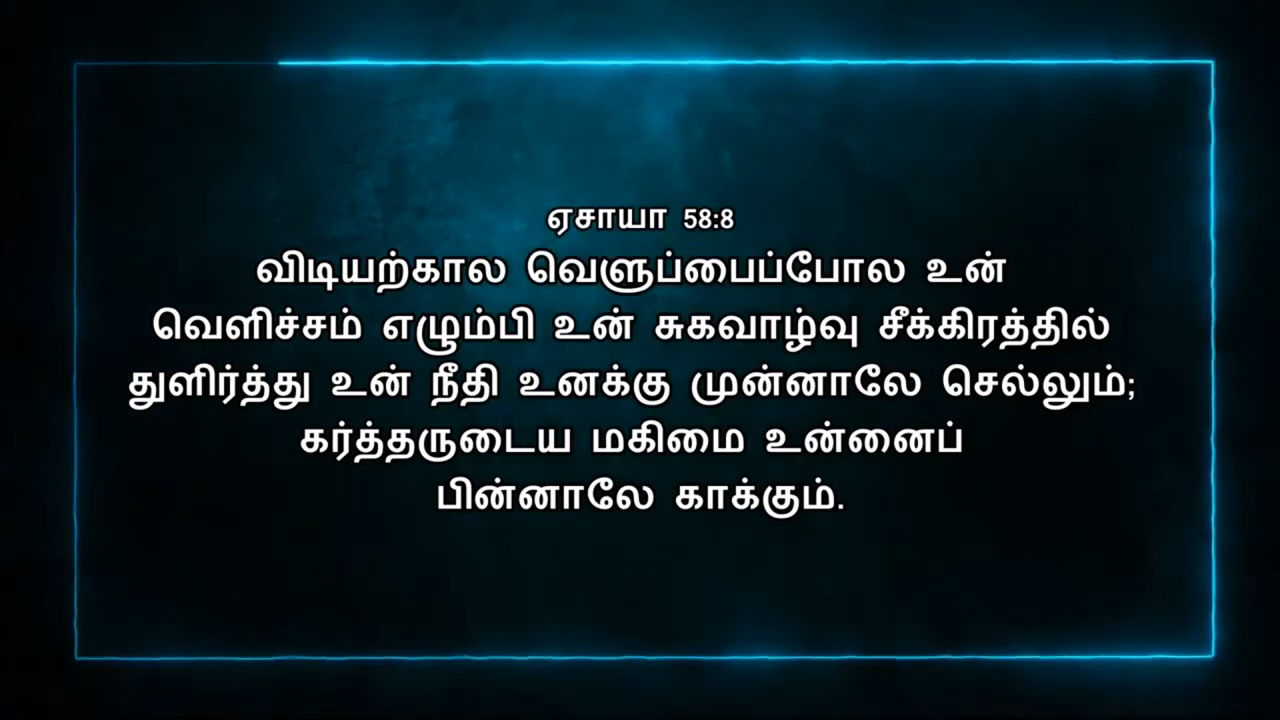 ஏசாயா 58:8
விடியற்கால வெளுப்பைப்போல உன்
வெளிச்சம் எழும்பி உன் சுகவாழ்வு சீக்கிரத்தில்
துளிர்த்து உன் நீதி உனக்கு முன்னாலே செல்லும்;
கர்த்தருடைய மகிமை உன்னைப்
பின்னாலே காக்கும்.